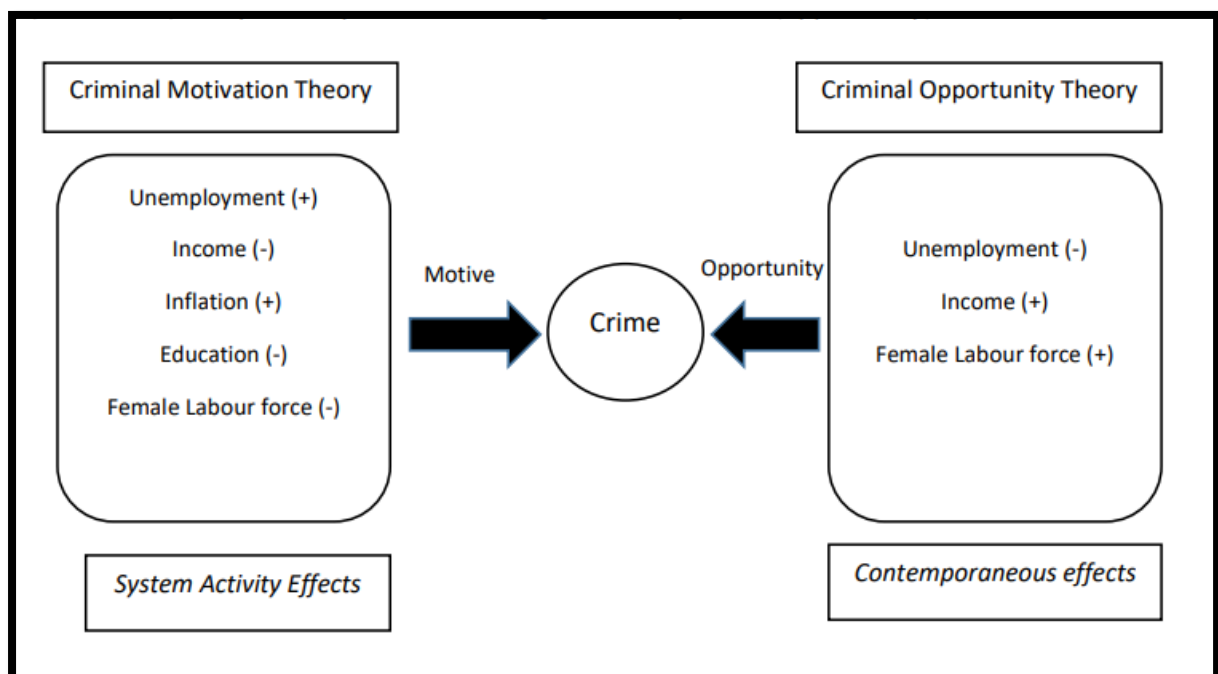 Criminal Motivation Theory
Unemployment (+)
Income (-)
Inflation (+)
Education (-)
Female Labour force (-)
System Activity Effects
Motive
Crime
Opportunity
Criminal Opportunity Theory
Unemployment (-)
Income (+)
Female Labour force (+)
Contemporaneous effects